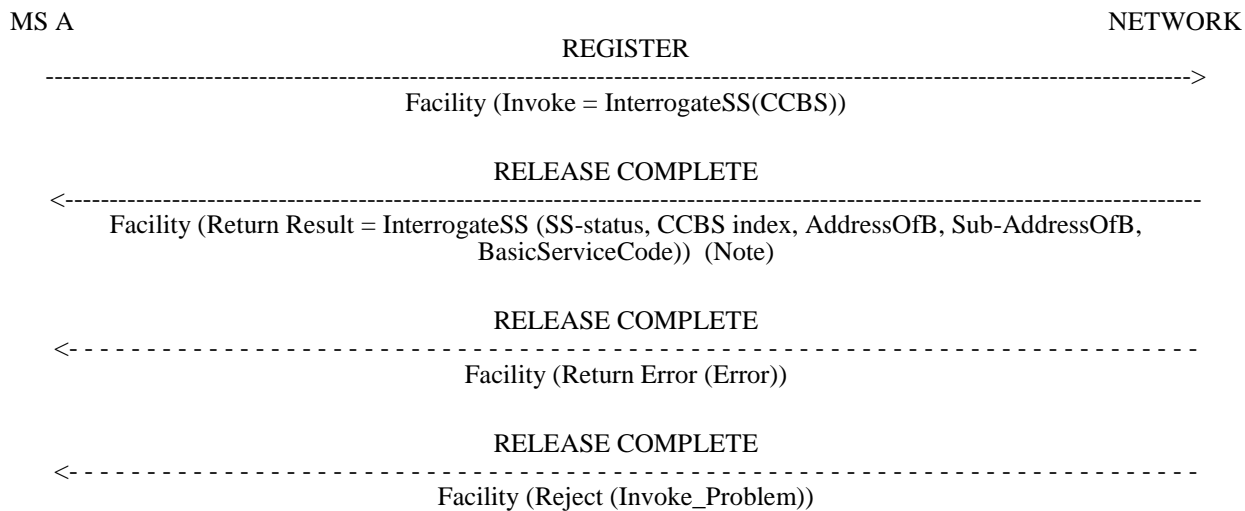 MS A NETWORK
REGISTER
----------------------------------------------------------------------------------------------------------------------------------->
Facility (Invoke = InterrogateSS(CCBS))
RELEASE COMPLETE
<-----------------------------------------------------------------------------------------------------------------------------------
Facility (Return Result = InterrogateSS (SS-status, CCBS index, AddressOfB, Sub-AddressOfB,
BasicServiceCode)) (Note)
RELEASE COMPLETE
<- - - - - - - - - - - - - - - - - - - - - - - - - - - - - - - - - - - - - - - - - - - - - - - - - - - - - - - - - - - - - - - - - -
Facility (Return Error (Error))
RELEASE COMPLETE
<- - - - - - - - - - - - - - - - - - - - - - - - - - - - - - - - - - - - - - - - - - - - - - - - - - - - - - - - - - - - - - - - - -
Facility (Reject (Invoke_Problem))